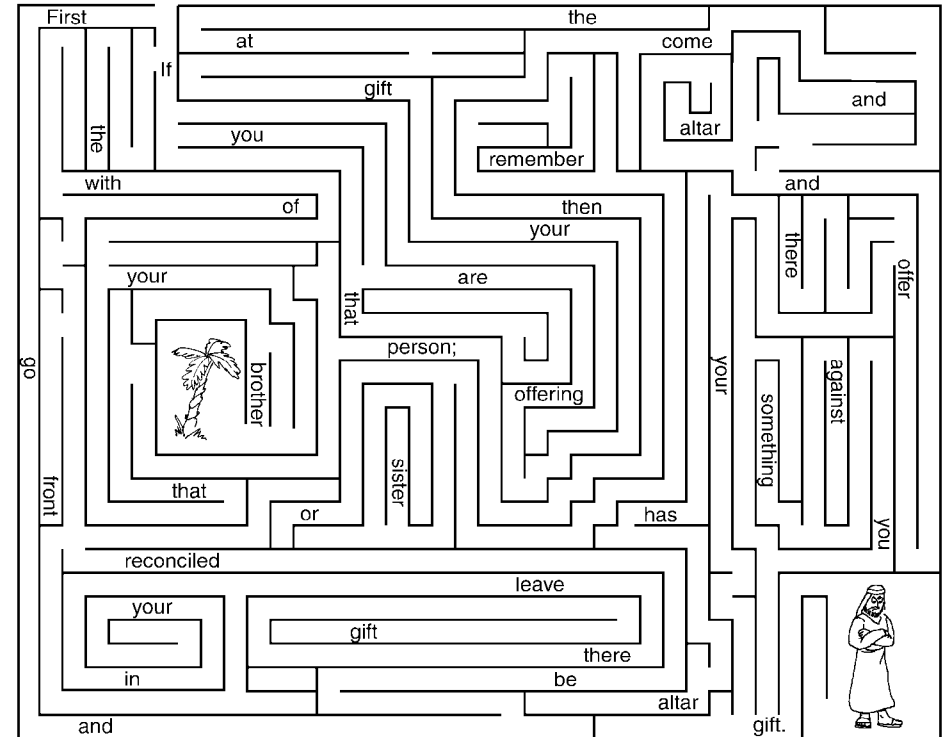 First
the
at
come
If
gift
and
the
you
altar
remember
with
and
of
then
your
there
your
are
offer
that
person;
go
brother
your
offering
against
something
sister
front
that
or
has
you
reconciled
leave
your
gift
there
in
be
altar
and
gift.